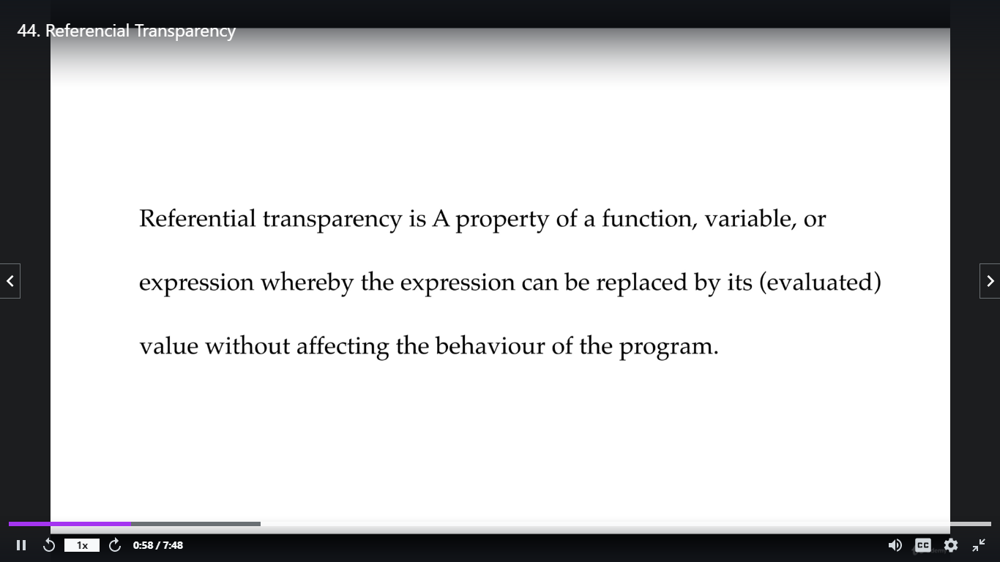 44. Referencial Transparency
Referential transparency is A property of a function, variable, or
expression whereby the expression can be replaced by its (evaluated)
value without affecting the behaviour of the program.
1x
0:58 / 7:48
CC